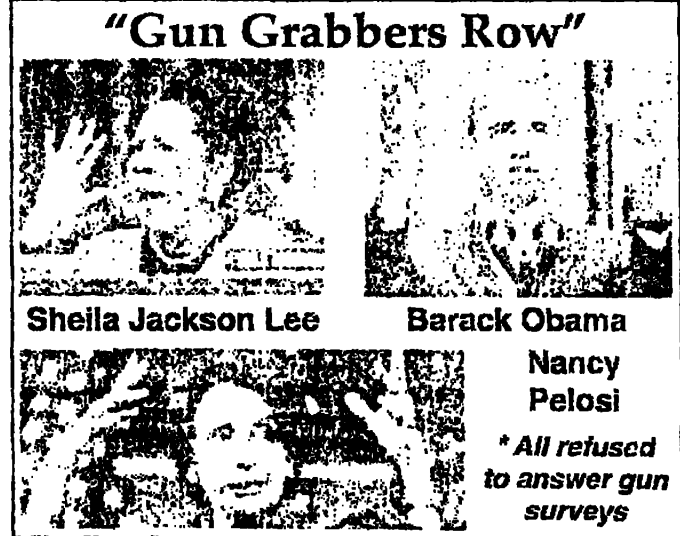 "Gun Grabbers Row"
Sheila Jackson Lee
Barack Obama
Nancy
Pelosi
* All refused
to answer gun
surveys